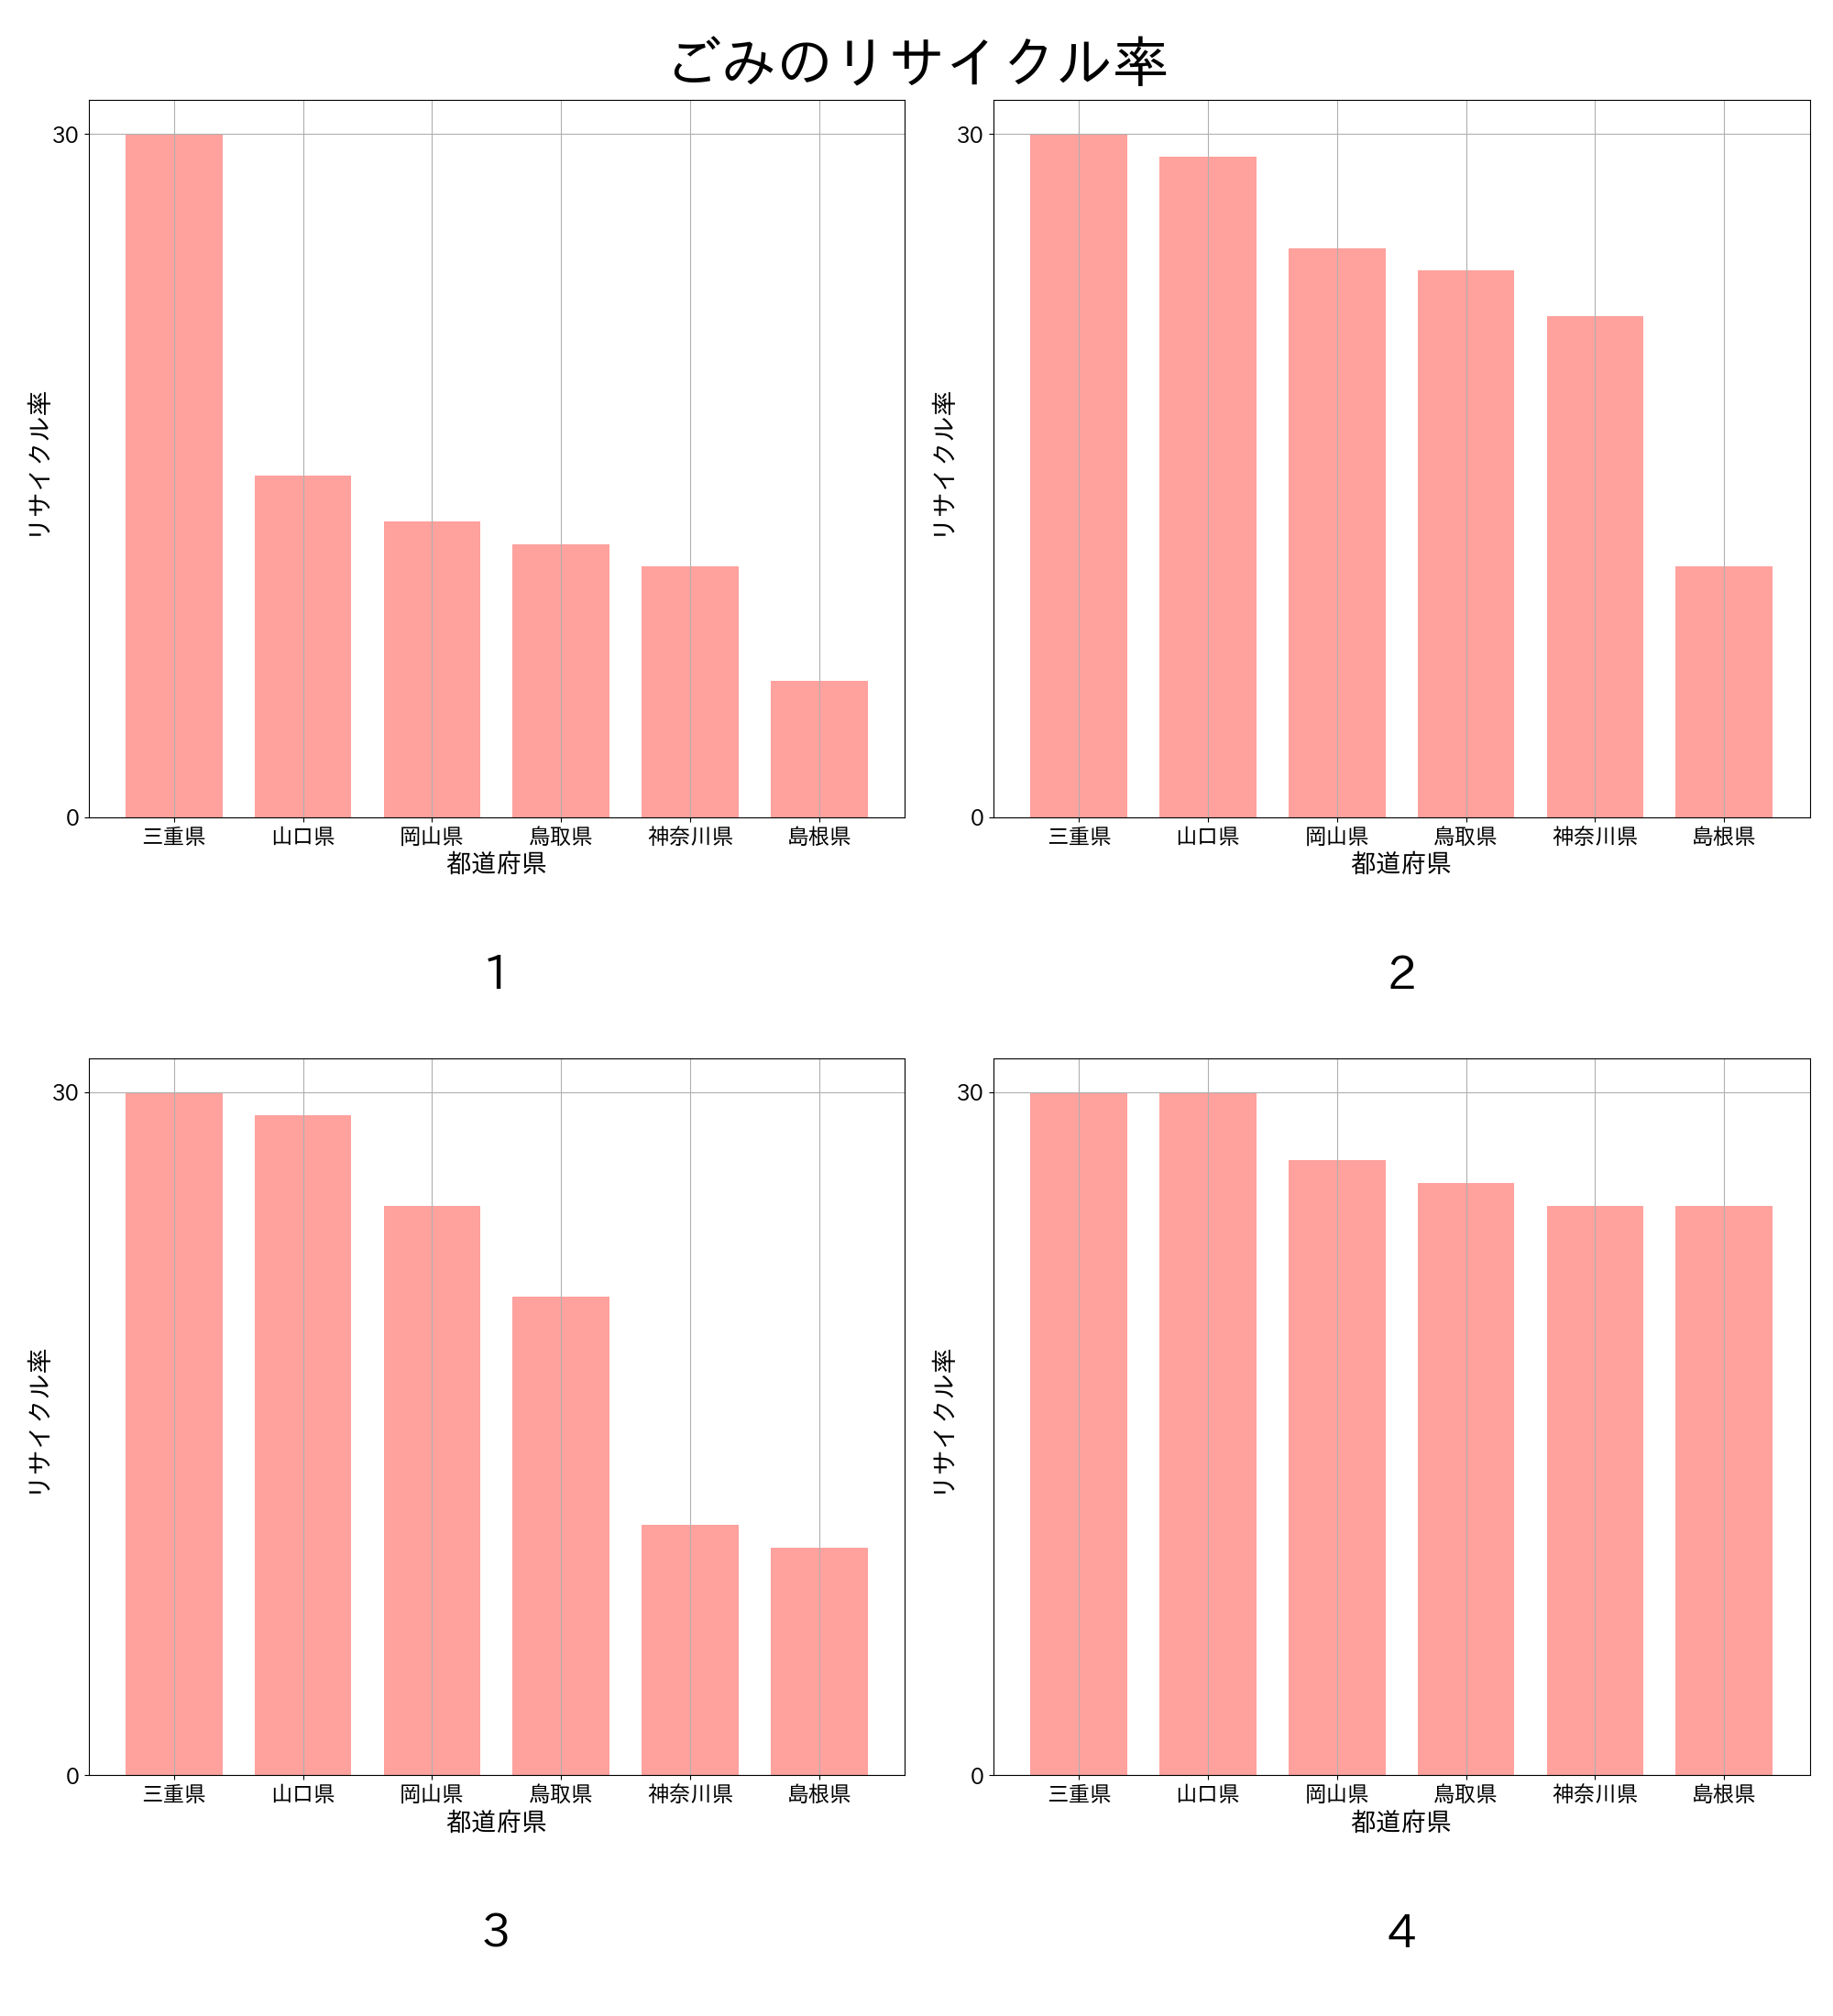 ごみのリサイクル率
30
0
リサイクル率
三重県 山口県 岡山県 鳥取県 神奈川県 島根県
都道府県
1
30
0
リサイクル率
三重県 山口県 岡山県 鳥取県 神奈川県 島根県
都道府県
2
30
0
リサイクル率
三重県 山口県 岡山県 鳥取県 神奈川県 島根県
都道府県
3
30
0
リサイクル率
三重県 山口県 岡山県 鳥取県 神奈川県 島根県
都道府県
4